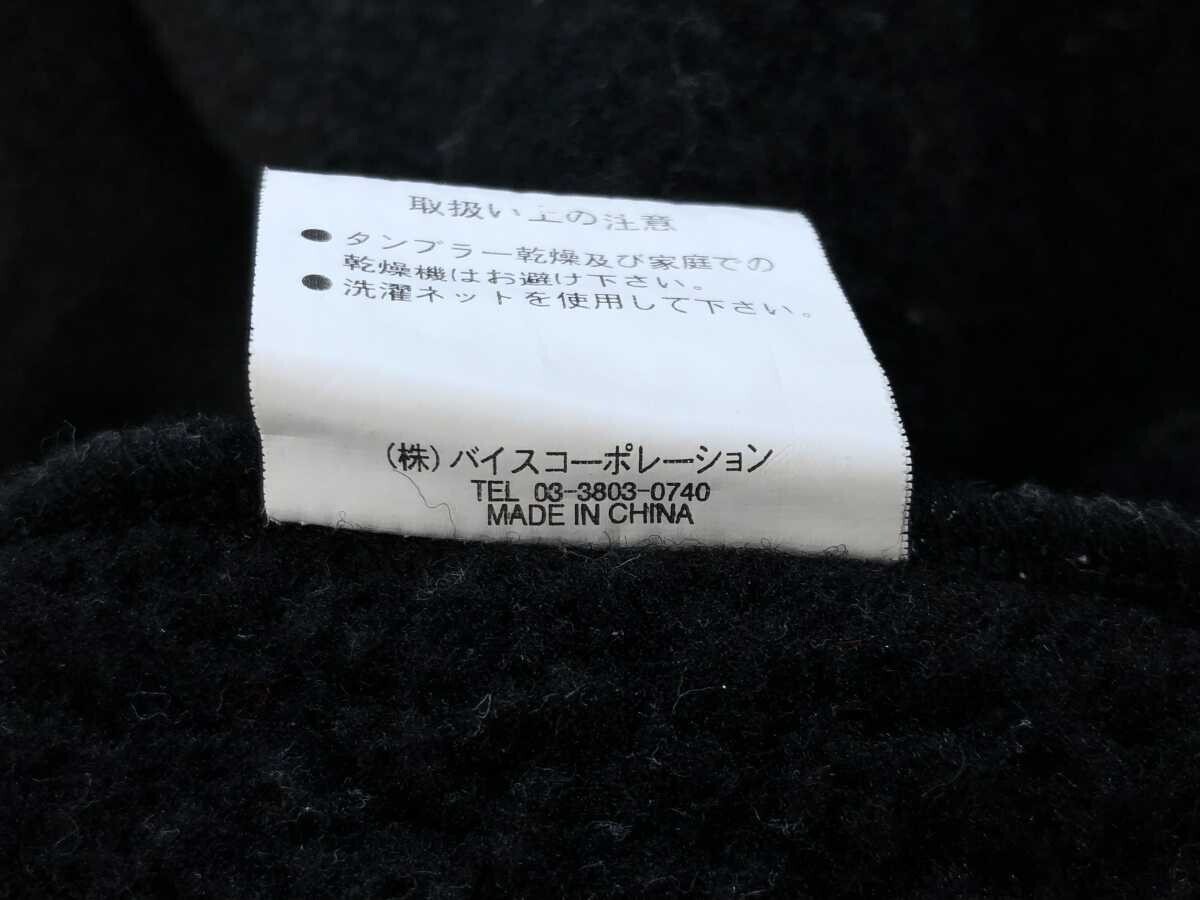 取扱い上の注意
●タンブラー乾燥及び家庭での
乾燥機はお避け下さい。
●洗濯ネットを使用して下さい。
(株)バイスコーポレーション
TEL 03-3803-0740
MADE IN CHINA